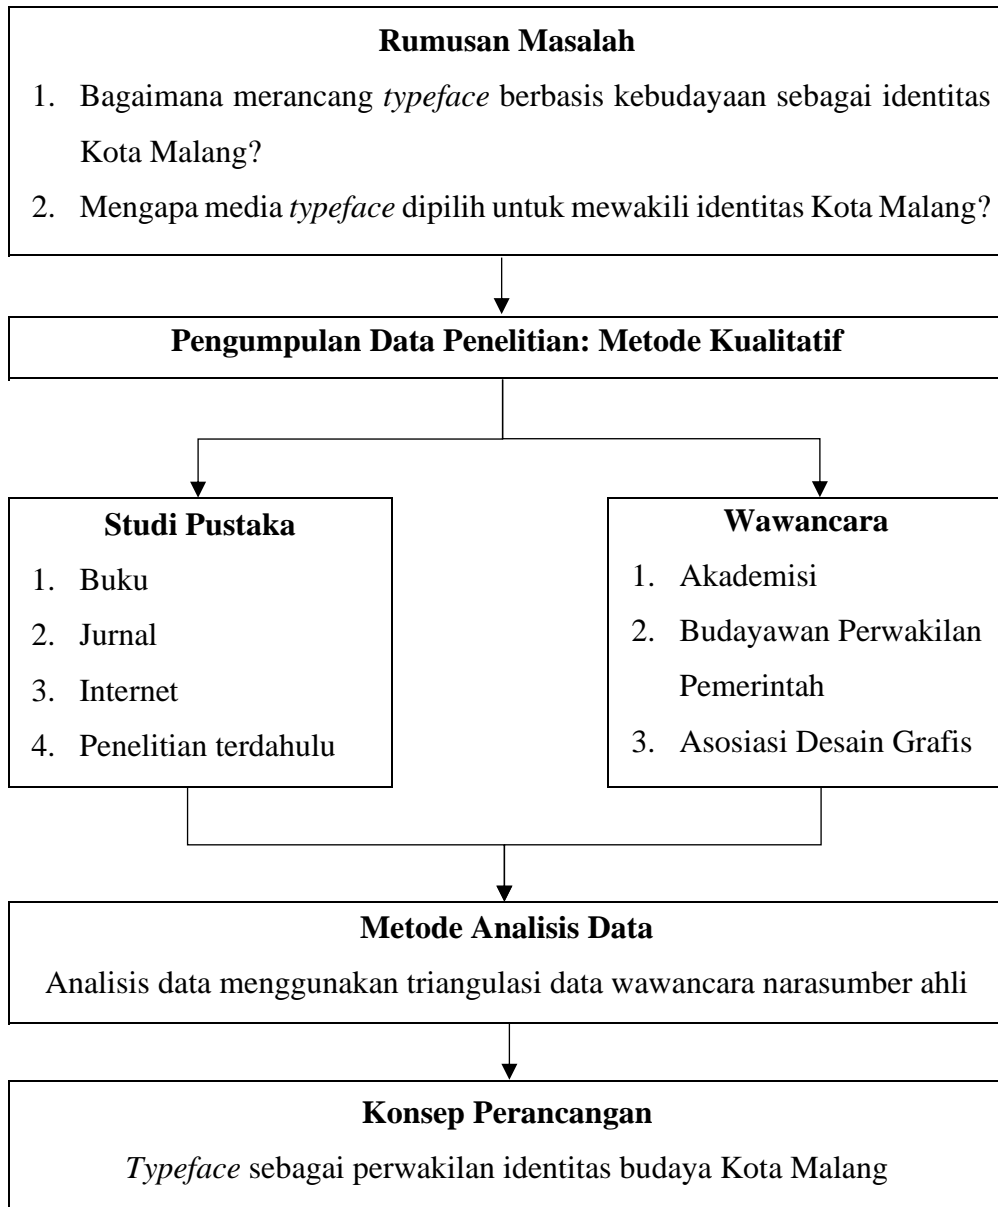 Rumusan Masalah
1. Bagaimana merancang typeface berbasis kebudayaan sebagai identitas
Kota Malang?
2. Mengapa media typeface dipilih untuk mewakili identitas Kota Malang?
Pengumpulan Data Penelitian: Metode Kualitatif
Studi Pustaka
1. Buku
2. Jurnal
3. Internet
4. Penelitian terdahulu
Wawancara
1. Akademisi
2. Budayawan Perwakilan
Pemerintah
3. Asosiasi Desain Grafis
Metode Analisis Data
Analisis data menggunakan triangulasi data wawancara narasumber ahli
Konsep Perancangan
Typeface sebagai perwakilan identitas budaya Kota Malang